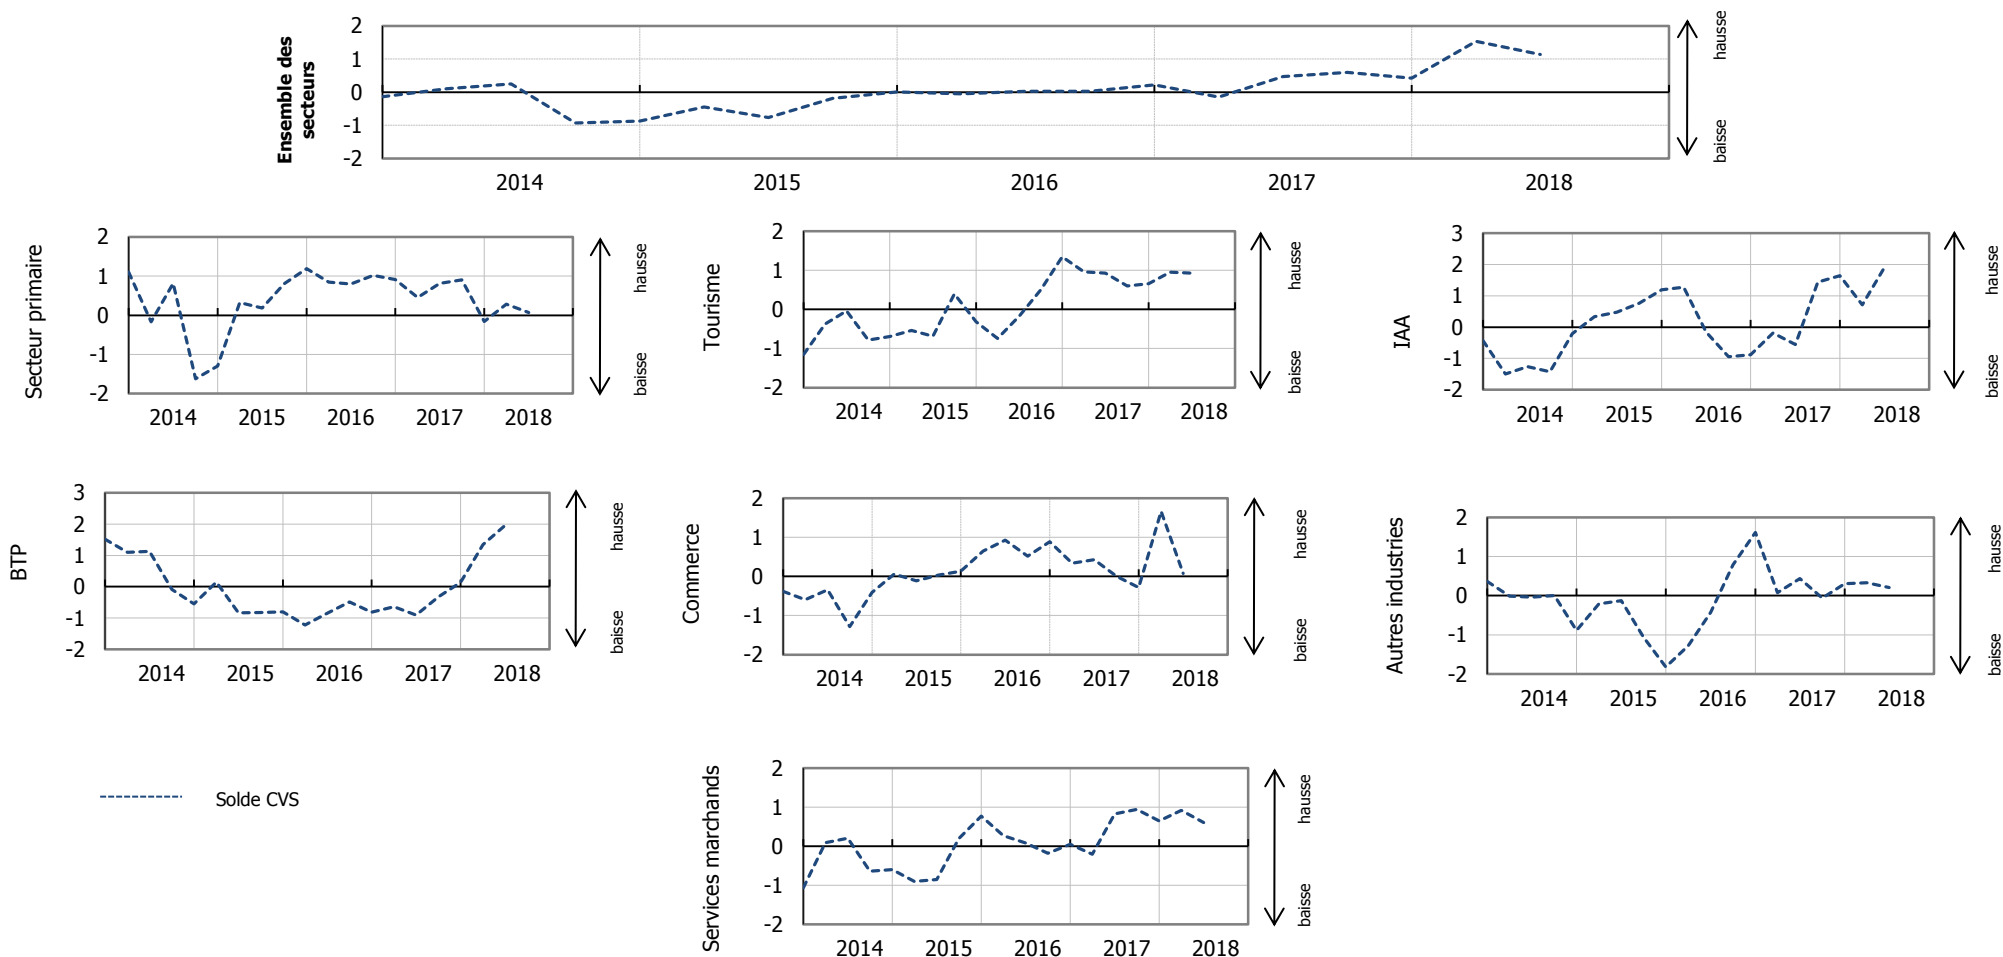 Ensemble des
secteurs
2
1
0
-1
-2
2014 2015 2016 2017 2018
hausse
baisse
Secteur primaire
2
1
0
-1
-2
2014 2015 2016 2017 2018
hausse
baisse
Tourisme
2
1
0
-1
-2
2014 2015 2016 2017 2018
hausse
baisse
IAA
3
2
1
0
-1
-2
2014 2015 2016 2017 2018
hausse
baisse
BTP
3
2
1
0
-1
-2
2014 2015 2016 2017 2018
hausse
baisse
Commerce
2
1
0
-1
-2
2014 2015 2016 2017 2018
hausse
baisse
Autres industries
2
1
0
-1
-2
2014 2015 2016 2017 2018
hausse
baisse
Solde CVS
Services marchands
2
1
0
-1
-2
2014 2015 2016 2017 2018
hausse
baisse